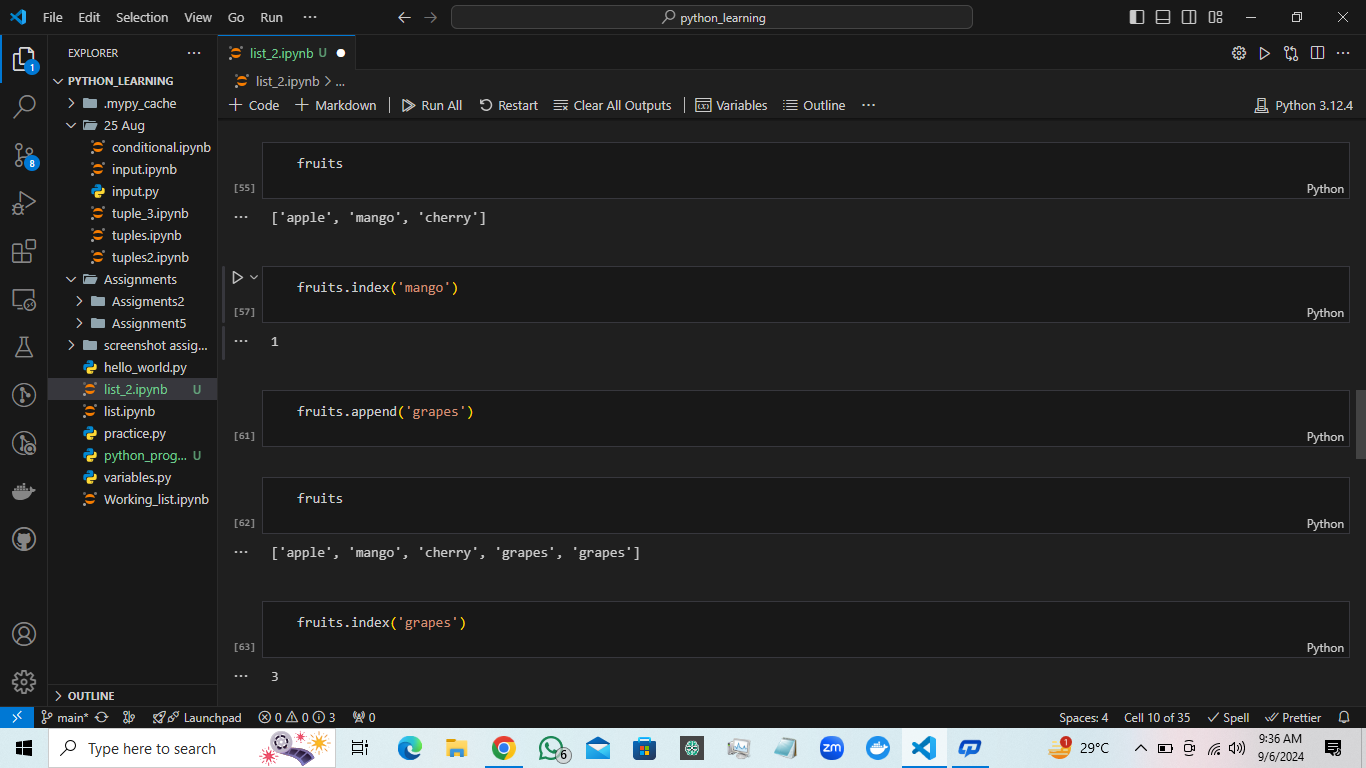 File Edit Selection View Go Run ···
python_learning
EXPLORER ···
PYTHON_LEARNING
.mypy_cache
25 Aug
conditional.ipynb
input.ipynb
input.py
tuple_3.ipynb
tuples.ipynb
tuples2.ipynb
Assignments
Assigments2
Assignment5
screenshot assig...
hello_world.py
list_2.ipynb U
list.ipynb
practice.py
python_prog... U
variables.py
Working_list.ipynb
OUTLINE
1
8
list_2.ipynb U
list_2.ipynb > ...
+ Code + Markdown Run All Restart Clear All Outputs Variables Outline ··· Python 3.12.4
fruits
[55] Python
··· ['apple', 'mango', 'cherry']
fruits.index('mango')
[57] Python
··· 1
fruits.append('grapes')
[61] Python
fruits
[62] Python
··· ['apple', 'mango', 'cherry', 'grapes', 'grapes']
fruits.index('grapes')
[63] Python
··· 3
main* Launchpad 0 0 3 0 Spaces: 4 Cell 10 of 35 Spell Prettier
Type here to search 6 zm 1 29°C 9:36 AM
9/6/2024